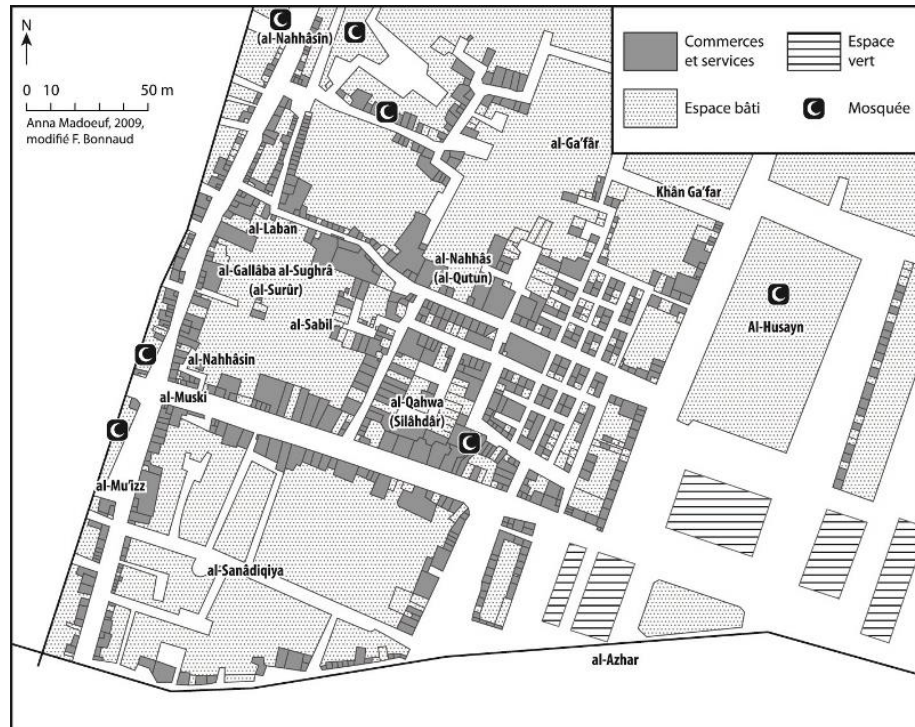 N
0 10 50 m
Anna Madoeuf, 2009,
modifié F. Bonnaud
(al-Nahhâsin)
Commerces
et services
Espace
vert
Espace bâti
Mosquée
al-Ga'fâr
Khân Ga'far
al-Laban
al-Gallâba al-Sughrâ
(al-Surûr)
al-Nahhâs
(al-Qutun)
al-Sabil
Al-Husayn
al-Nahhâsin
al-Muski
al-Qahwa
(Silâhdâr)
al-Mu'izz
al-Sanâdiqiya
al-Azhar